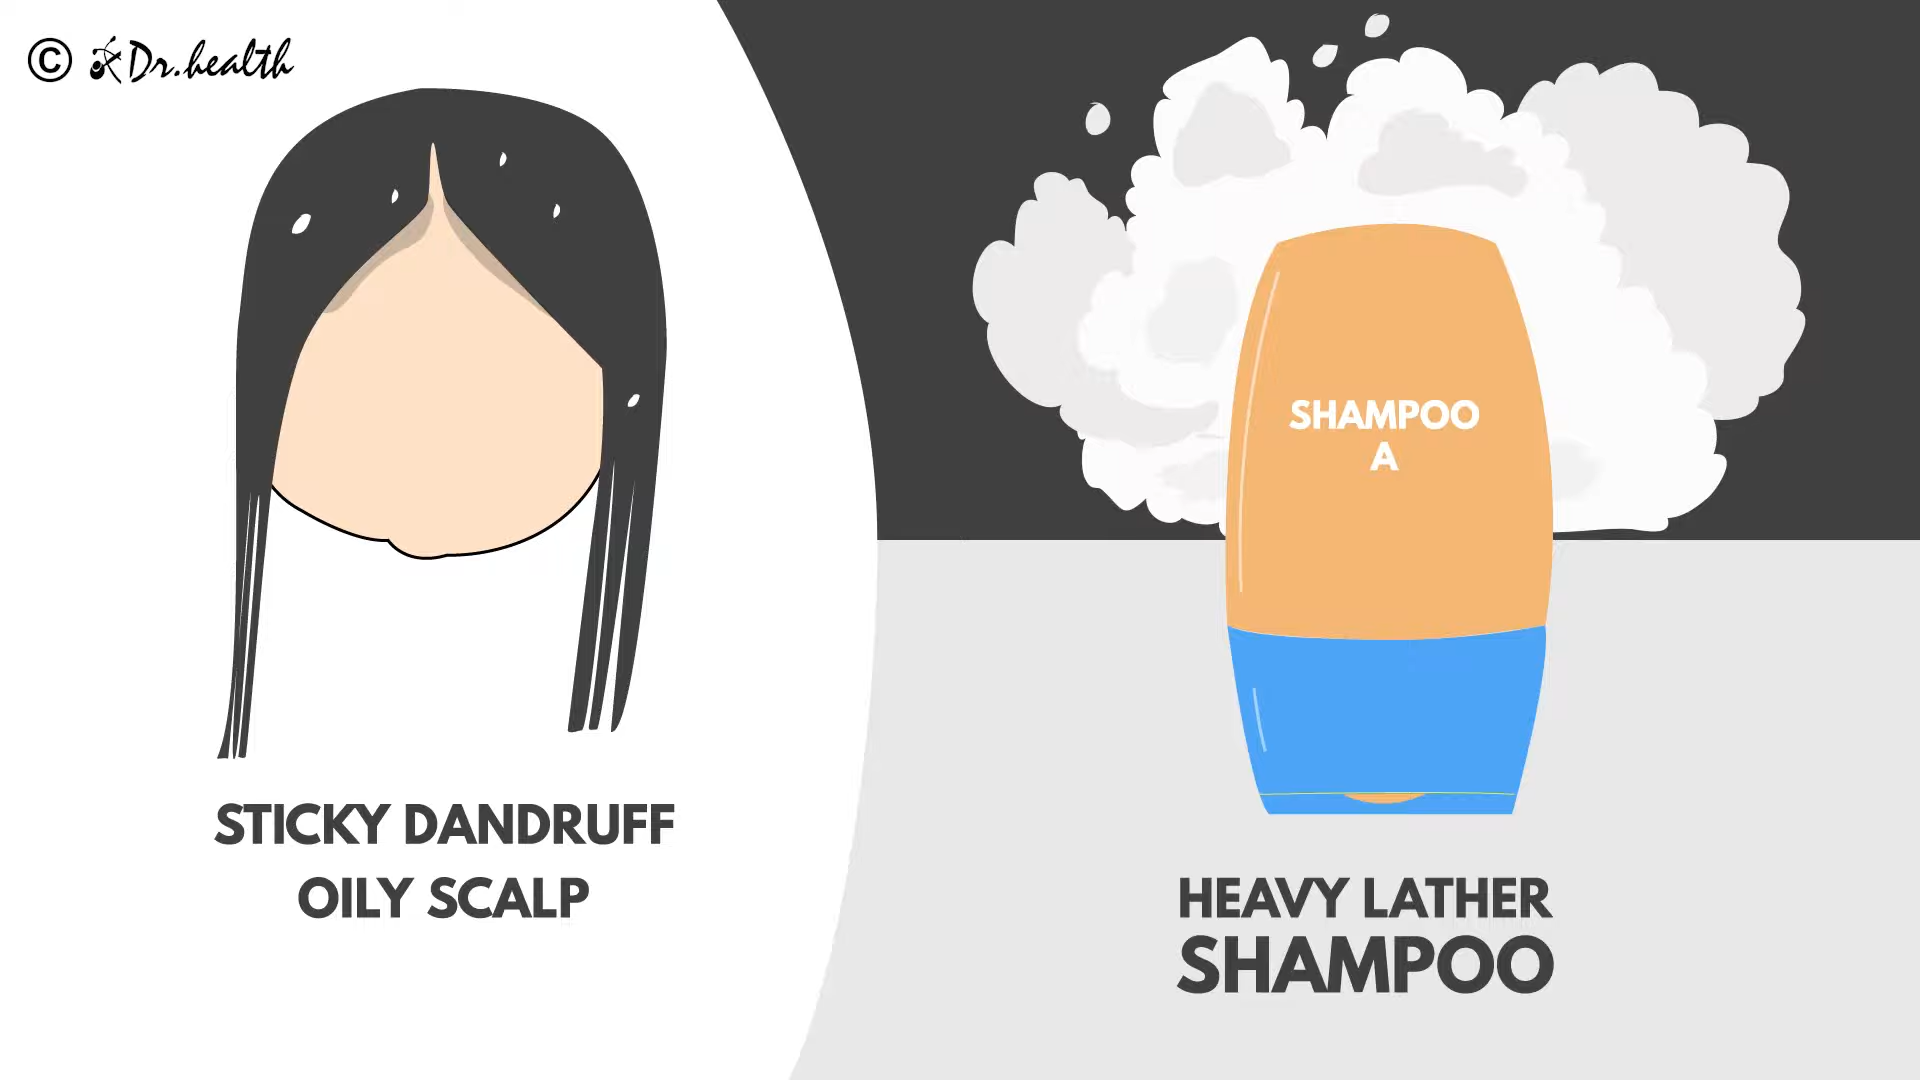 © Dr.health
STICKY DANDRUFF
OILY SCALP
SHAMPOO
A
HEAVY LATHER
SHAMPOO